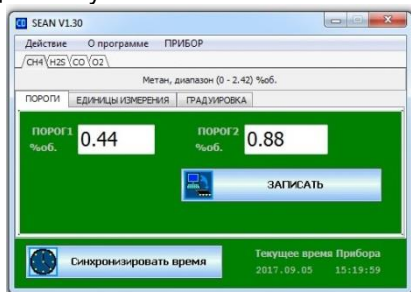 SEAN V1.30
Действие О программе ПРИБОР
CH4 H2S CO O2
Метан, диапазон (0 - 2.42) %об.
ПОРОГИ ЕДИНИЦЫ ИЗМЕРЕНИЯ ГРАДУИРОВКА
ПОРОГ1 %об. 0.44 ПОРОГ2 %об. 0.88
ЗАПИСАТЬ
Синхронизировать время Текущее время Прибора
2017.09.05 15:19:59